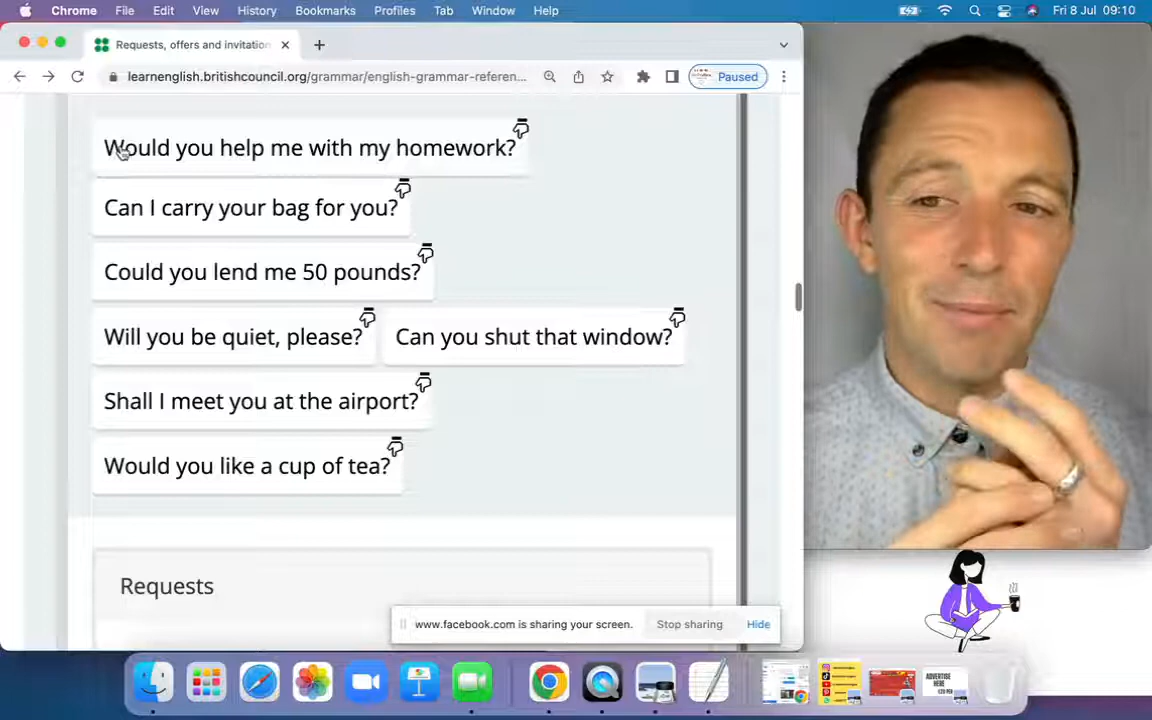 Chrome File Edit View History Bookmarks Profiles Tab Window Help Fri 8 Jul 09:10
Requests, offers and invitation
learnenglish.britishcouncil.org/grammar/english-grammar-referen... Paused
Would you help me with my homework?
Can I carry your bag for you?
Could you lend me 50 pounds?
Will you be quiet, please? Can you shut that window?
Shall I meet you at the airport?
Would you like a cup of tea?
Requests
www.facebook.com is sharing your screen. Stop sharing Hide
ADVERTISE
HERE